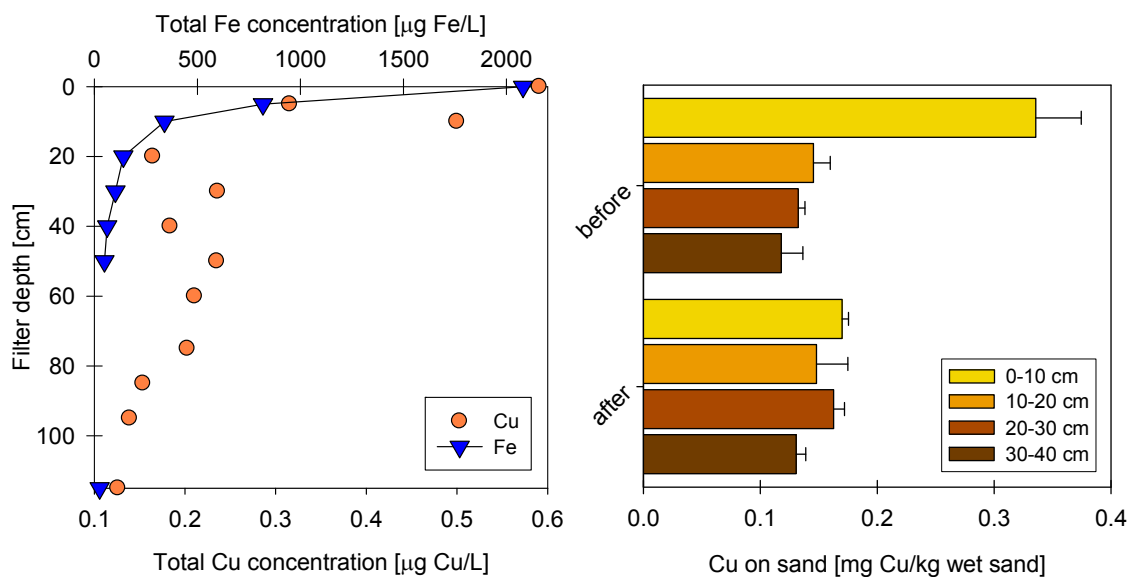 Total Fe concentration [μg Fe/L]
0 500 1000 1500 2000
Filter depth [cm]
0
20
40
60
80
100
Cu
Fe
0.1 0.2 0.3 0.4 0.5 0.6
Total Cu concentration [μg Cu/L]
before
after
0-10 cm
10-20 cm
20-30 cm
30-40 cm
0.0 0.1 0.2 0.3 0.4
Cu on sand [mg Cu/kg wet sand]